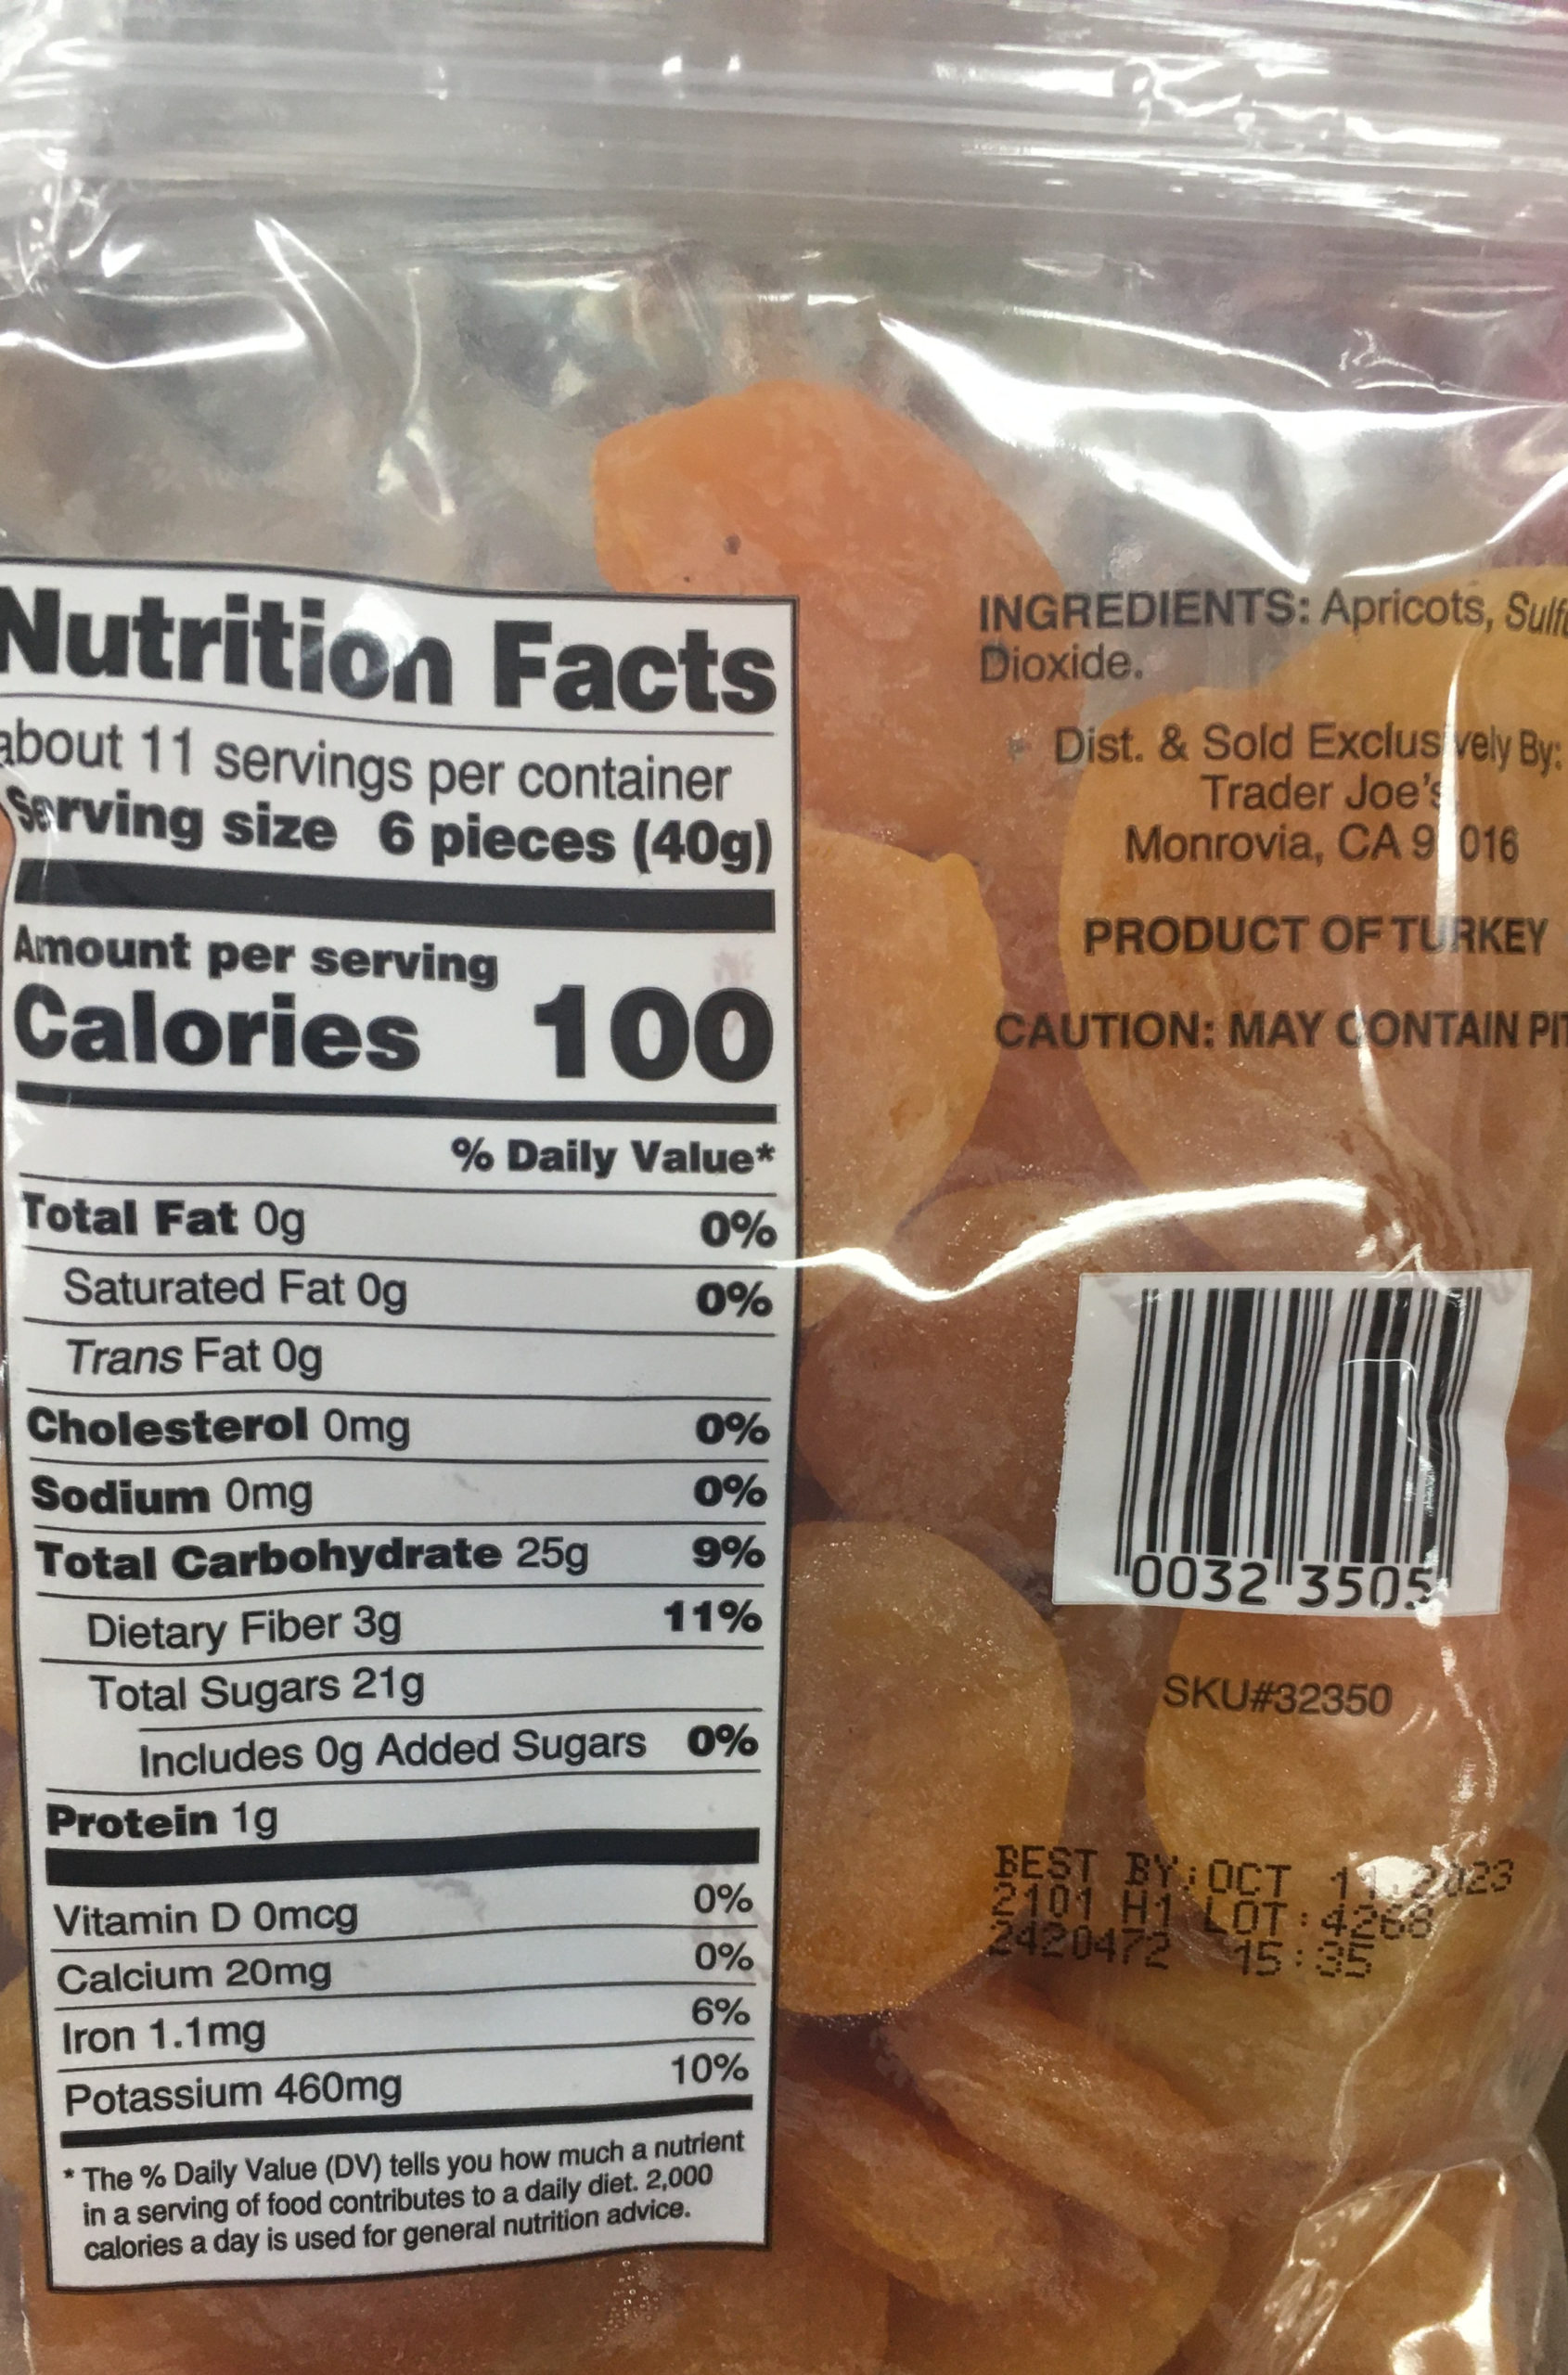 Nutrition Facts
about 11 servings per container
Serving size 6 pieces (40g)
Amount per serving
Calories 100
% Daily Value*
Total Fat 0g 0%
Saturated Fat 0g 0%
Trans Fat 0g
Cholesterol 0mg 0%
Sodium 0mg 0%
Total Carbohydrate 25g 9%
Dietary Fiber 3g 11%
Total Sugars 21g
Includes 0g Added Sugars 0%
Protein 1g
Vitamin D 0mcg 0%
Calcium 20mg 0%
Iron 1.1mg 6%
Potassium 460mg 10%
* The % Daily Value (DV) tells you how much a nutrient
in a serving of food contributes to a daily diet. 2,000
calories a day is used for general nutrition advice.
INGREDIENTS: Apricots,
Dioxide.
Dist. & Sold Exclusively By:
Trader Joe's
Monrovia, CA 91016
PRODUCT OF TURKEY
CAUTION: MAY CONTAIN
0032 3505
SKU#32350
BEST BY:OCT 11.2023
2101 H1 LOT:4268
2420472 15:35